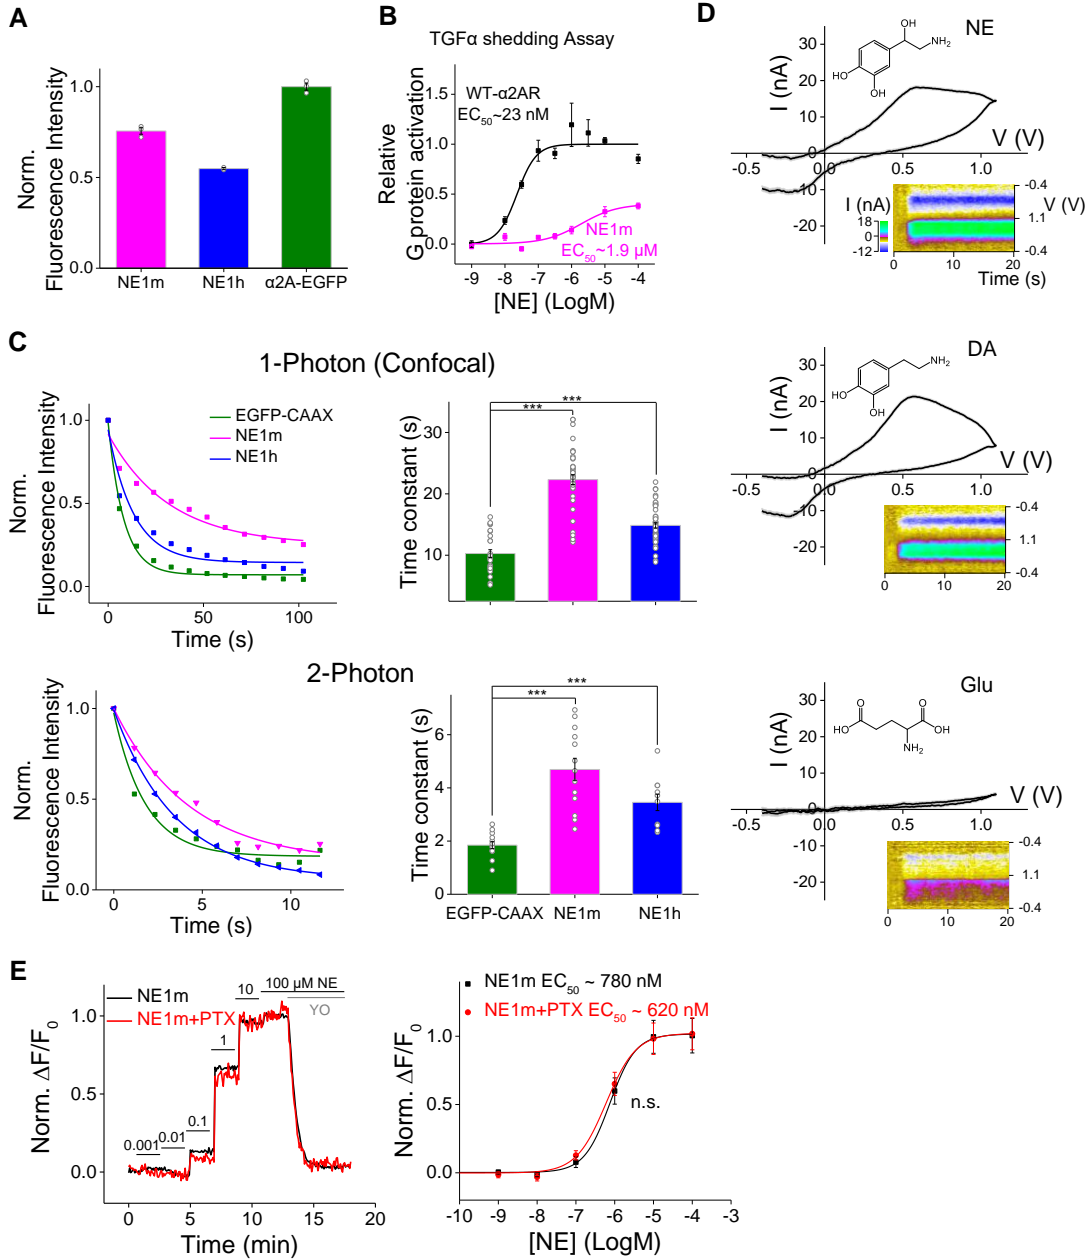 A
Norm.
Fluorescence Intensity
1.0
0.5
0.0
NE1m
NE1h
α2A-EGFP
B
TGFα shedding Assay
Relative
G protein activation
1.5
1.0
0.5
0.0
WT-α2AR
EC50~23 nM
NE1m
EC50~1.9 µM
-9
-8
-7
-6
-5
-4
[NE] (LogM)
C
1-Photon (Confocal)
Norm.
Fluorescence Intensity
1.0
0.5
0.0
EGFP-CAAX
NE1m
NE1h
0
50
100
Time (s)
Time constant (s)
30
20
10
***
***
2-Photon
Norm.
Fluorescence Intensity
1.0
0.5
0.0
0
5
10
Time (s)
Time constant (s)
6
4
2
0
***
***
EGFP-CAAX
NE1m
NE1h
D
NE
I (nA)
30
20
10
0
-10
-20
-0.5
0.0
0.5
1.0
V (V)
OH
NH2
HO
OH
I (nA)
18
0
-12
V (V)
-0.4
1.1
-0.4
0
10
20
Time (s)
DA
I (nA)
30
20
10
0
-10
-20
-0.5
0.0
0.5
1.0
V (V)
NH2
HO
OH
-0.4
1.1
-0.4
0
10
20
Glu
I (nA)
30
20
10
0
-10
-20
-0.5
0.0
0.5
1.0
V (V)
O
O
HO
OH
NH2
-0.4
1.1
-0.4
0
10
20
E
Norm. ΔF/F0
1.0
0.5
0.0
NE1m
NE1m+PTX
0.001
0.01
0.1
1
10
100 µM NE
YO
0
5
10
15
20
Time (min)
Norm. ΔF/F0
1.0
0.5
0.0
NE1m EC50 ~ 780 nM
NE1m+PTX EC50 ~ 620 nM
n.s.
-10
-9
-8
-7
-6
-5
-4
-3
[NE] (LogM)